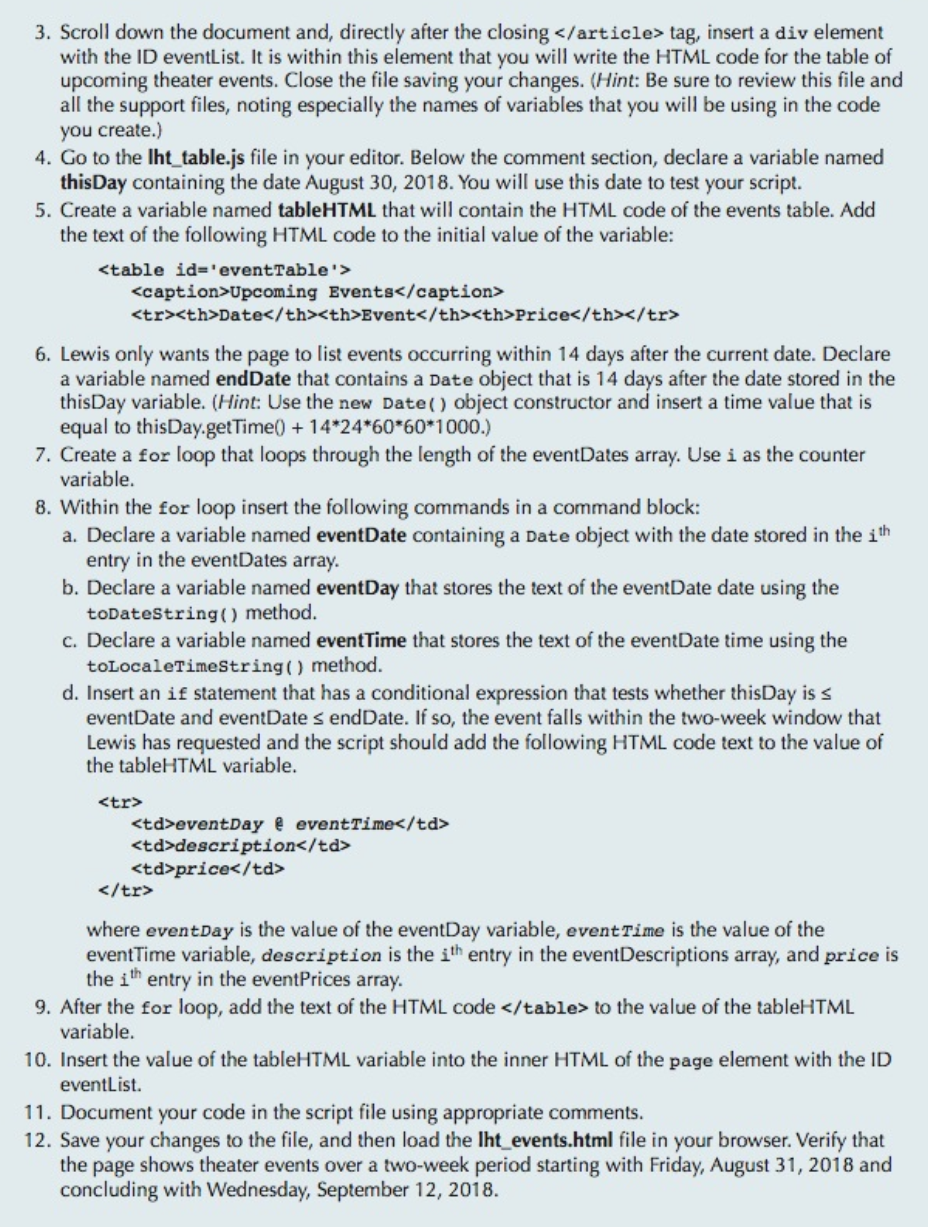 3. Scroll down the document and, directly after the closing </article> tag, insert a div element
with the ID eventList. It is within this element that you will write the HTML code for the table of
upcoming theater events. Close the file saving your changes. (Hint: Be sure to review this file and
all the support files, noting especially the names of variables that you will be using in the code
you create.)
4. Go to the lht_table.js file in your editor. Below the comment section, declare a variable named
thisDay containing the date August 30, 2018. You will use this date to test your script.
5. Create a variable named tableHTML that will contain the HTML code of the events table. Add
the text of the following HTML code to the initial value of the variable:
<table id='eventTable'>
<caption>Upcoming Events</caption>
<tr><th>Date</th><th>Event</th><th>Price</th></tr>
6. Lewis only wants the page to list events occurring within 14 days after the current date. Declare
a variable named endDate that contains a Date object that is 14 days after the date stored in the
thisDay variable. (Hint: Use the new Date() object constructor and insert a time value that is
equal to thisDay.getTime() + 14*24*60*60*1000.)
7. Create a for loop that loops through the length of the eventDates array. Use i as the counter
variable.
8. Within the for loop insert the following commands in a command block:
a. Declare a variable named eventDate containing a Date object with the date stored in the ith
entry in the eventDates array.
b. Declare a variable named eventDay that stores the text of the eventDate date using the
toDateString() method.
c. Declare a variable named eventTime that stores the text of the eventDate time using the
toLocaleTimeString() method.
d. Insert an if statement that has a conditional expression that tests whether thisDay is ≤
eventDate and eventDate ≤ endDate. If so, the event falls within the two-week window that
Lewis has requested and the script should add the following HTML code text to the value of
the tableHTML variable.
<tr>
<td>eventDay @ eventTime</td>
<td>description</td>
<td>price</td>
</tr>
where eventDay is the value of the eventDay variable, eventTime is the value of the
eventTime variable, description is the ith entry in the eventDescriptions array, and price is
the ith entry in the eventPrices array.
9. After the for loop, add the text of the HTML code </table> to the value of the tableHTML
variable.
10. Insert the value of the tableHTML variable into the inner HTML of the page element with the ID
eventList.
11. Document your code in the script file using appropriate comments.
12. Save your changes to the file, and then load the lht_events.html file in your browser. Verify that
the page shows theater events over a two-week period starting with Friday, August 31, 2018 and
concluding with Wednesday, September 12, 2018.